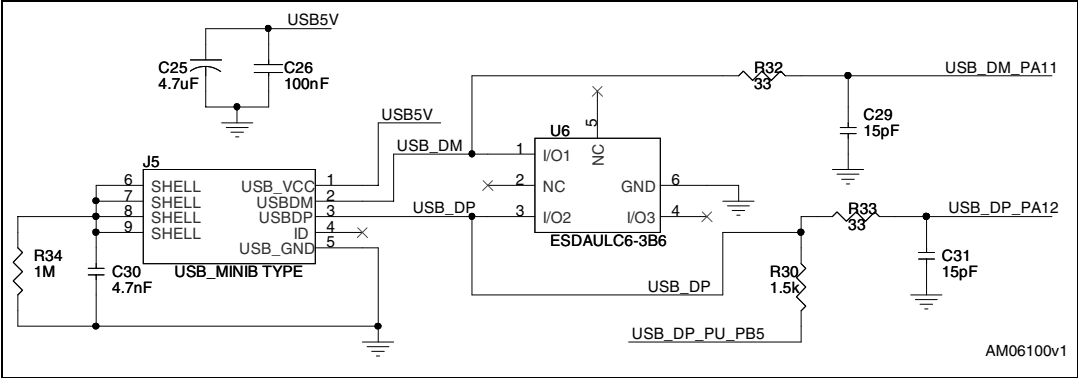 USB5V
C25
4.7uF
C26
100nF
R32
33
USB_DM_PA11
C29
15pF
USB5V
USB_DM
U6
5
NC
1
I/O1
2
NC
GND
6
3
I/O2
I/O3
4
ESDAULC6-3B6
J5
6
SHELL
USB_VCC
1
7
SHELL
USBDM
2
8
SHELL
USBDP
3
9
SHELL
ID
4
USB_GND
5
USB_MINIB TYPE
USB_DP
R33
33
USB_DP_PA12
C31
15pF
R34
1M
C30
4.7nF
R30
1.5k
USB_DP
USB_DP_PU_PB5
AM06100v1